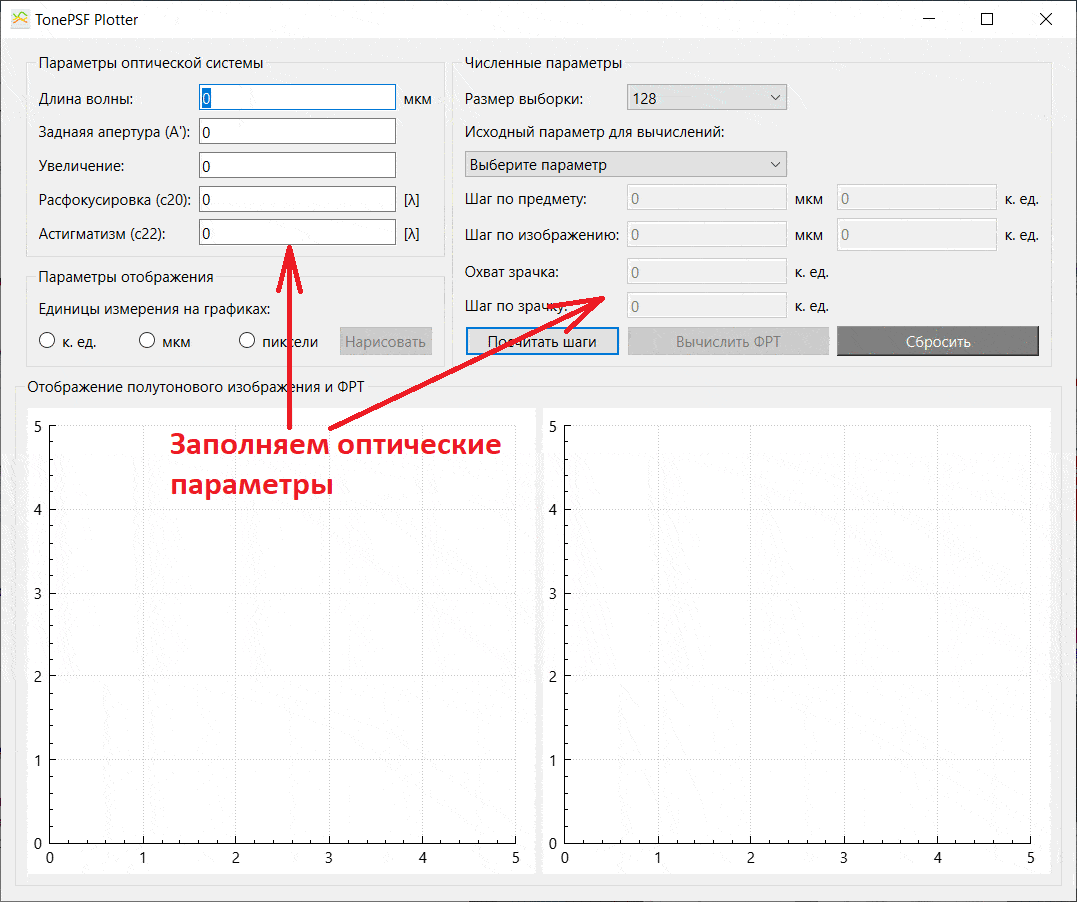 TonePSF Plotter
Параметры оптической системы
Длина волны: 0 мкм
Заднаяя апертура (A'): 0
Увеличение: 0
Расфокусировка (c20): 0 [λ]
Астигматизм (c22): 0 [λ]
Параметры отображения
Единицы измерения на графиках:
к. ед. мкм пиксели Нарисовать
Численные параметры
Размер выборки: 128
Исходный параметр для вычислений:
Выберите параметр
Шаг по предмету: 0 мкм 0 к. ед.
Шаг по изображению: 0 мкм 0 к. ед.
Охват зрачка: 0 к. ед.
Шаг по зрачку: 0 к. ед.
Посчитать шаги Вычислить ФРТ Сбросить
Отображение полутонового изображения и ФРТ
Заполняем оптические
параметры
5
4
3
2
1
0
0 1 2 3 4 5
5
4
3
2
1
0
0 1 2 3 4 5